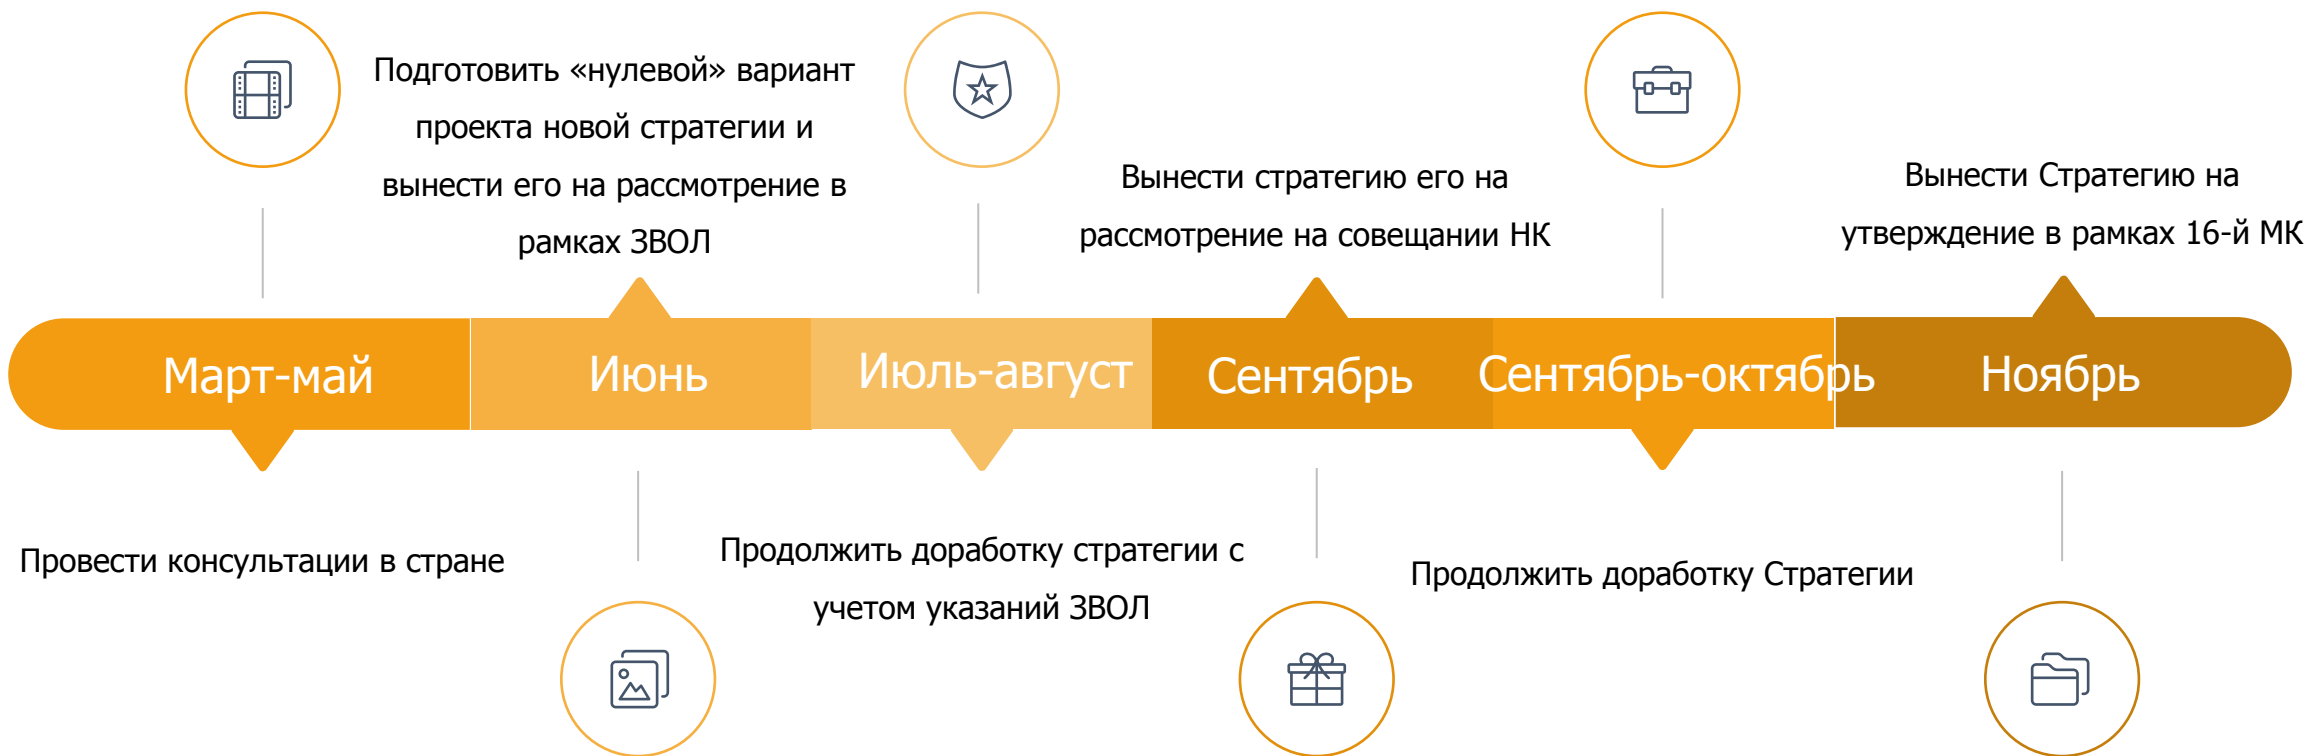 Подготовить «нулевой» вариант
проекта новой стратегии и
вынести его на рассмотрение в
рамках ЗВОЛ
Вынести стратегию его на
рассмотрение на совещании НК
Вынести Стратегию на
утверждение в рамках 16-й МК
Март-май
Июнь
Июль-август
Сентябрь
Сентябрь-октябрь
Ноябрь
Провести консультации в стране
Продолжить доработку стратегии с
учетом указаний ЗВОЛ
Продолжить доработку Стратегии